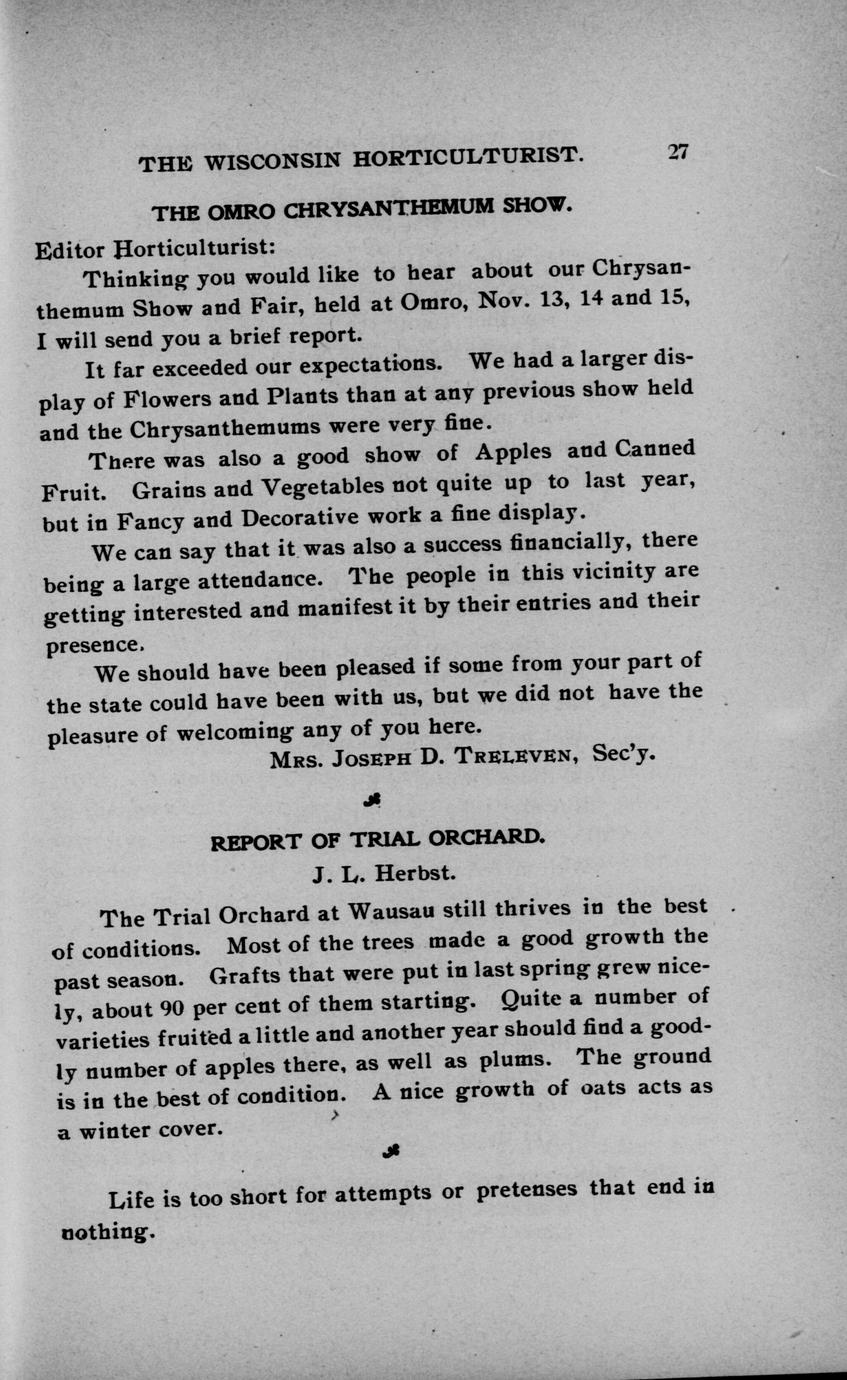 THE WISCONSIN HORTICULTURIST. 27
THE OMRO CHRYSANTHEMUM SHOW.
Editor Horticulturist:
Thinking you would like to hear about our Chrysan-
themum Show and Fair, held at Omro, Nov. 13, 14 and 15,
I will send you a brief report.
It far exceeded our expectations. We had a larger dis-
play of Flowers and Plants than at any previous show held
and the Chrysanthemums were very fine.
There was also a good show of Apples and Canned
Fruit. Grains and Vegetables not quite up to last year,
but in Fancy and Decorative work a fine display.
We can say that it was also a success financially, there
being a large attendance. The people in this vicinity are
getting interested and manifest it by their entries and their
presence.
We should have been pleased if some from your part of
the state could have been with us, but we did not have the
pleasure of welcoming any of you here.
MRS. JOSEPH D. TRELEVEN, Sec'y.
REPORT OF TRIAL ORCHARD.
J. L. Herbst.
The Trial Orchard at Wausau still thrives in the best
of conditions. Most of the trees made a good growth the
past season. Grafts that were put in last spring grew nice-
ly, about 90 per cent of them starting. Quite a number of
varieties fruited a little and another year should find a good-
ly number of apples there, as well as plums. The ground
is in the best of condition. A nice growth of oats acts as
a winter cover.
Life is too short for attempts or pretenses that end in
nothing.